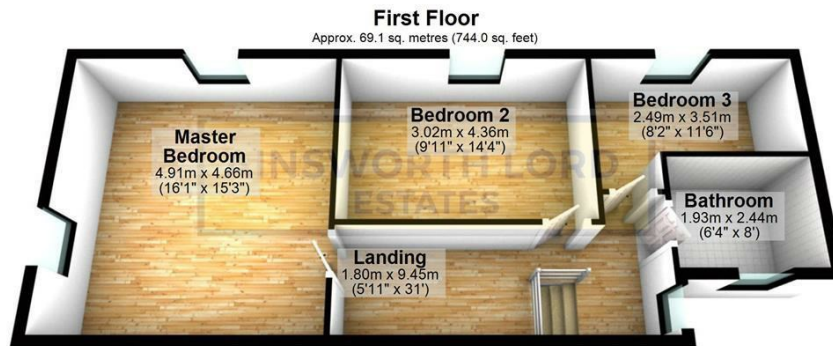 First Floor
Approx. 69.1 sq. metres (744.0 sq. feet)
Master
Bedroom
4.91m x 4.66m
(16'1" x 15'3")
Bedroom 2
3.02m x 4.36m
(9'11" x 14'4")
Bedroom 3
2.49m x 3.51m
(8'2" x 11'6")
Bathroom
1.93m x 2.44m
(6'4" x 8')
Landing
1.80m x 9.45m
(5'11" x 31')
INSWORTH LORD
ESTATES